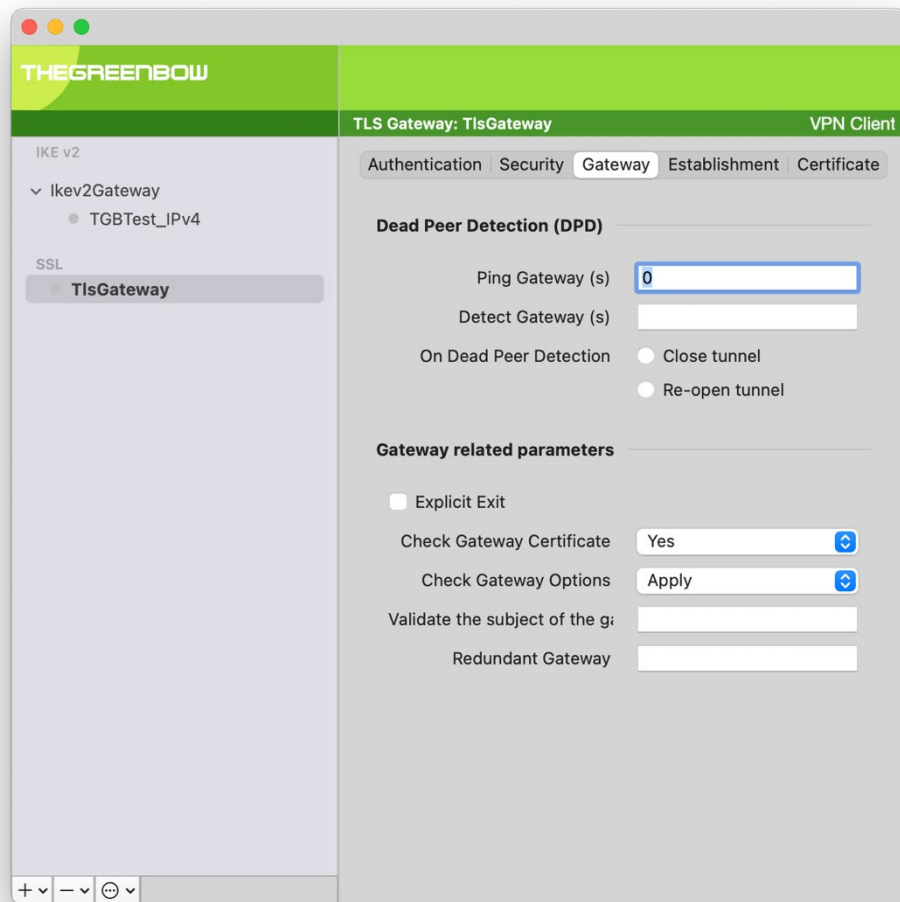 THEGREENBOW
TLS Gateway: TlsGateway VPN Client
IKE v2
Ikev2Gateway
TGBTest_IPv4
SSL
TlsGateway
Authentication Security Gateway Establishment Certificate
Dead Peer Detection (DPD)
Ping Gateway (s) 0
Detect Gateway (s)
On Dead Peer Detection Close tunnel
Re-open tunnel
Gateway related parameters
Explicit Exit
Check Gateway Certificate Yes
Check Gateway Options Apply
Validate the subject of the
Redundant Gateway